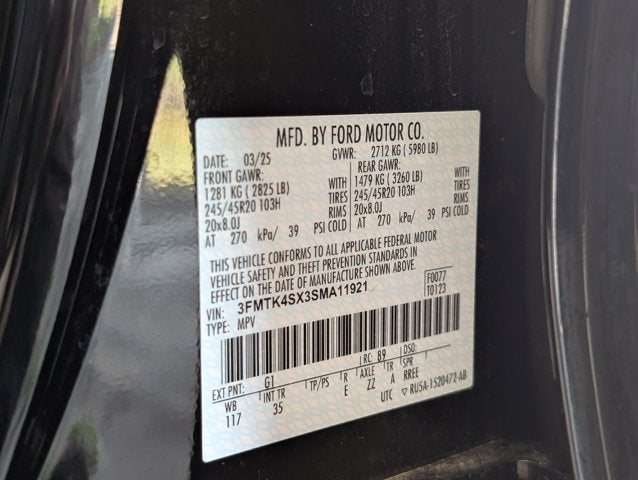 MFD. BY FORD MOTOR CO.
DATE: 03/25 GVWR: 2712 KG ( 5980 LB)
FRONT GAWR: REAR GAWR:
1281 KG ( 2825 LB) WITH 1479 KG ( 3260 LB) WITH
245/45R20 103H TIRES 245/45R20 103H TIRES
20x8.0J RIMS 20x8.0J RIMS
AT 270 kPa/ 39 PSI COLD AT 270 kPa/ 39 PSI COLD
THIS VEHICLE CONFORMS TO ALL APPLICABLE FEDERAL MOTOR
VEHICLE SAFETY AND THEFT PREVENTION STANDARDS IN
EFFECT ON THE DATE OF MANUFACTURE SHOWN ABOVE.
VIN: 3FMTK4SX3SMA11921 F0077
TYPE: MPV T0123
EXT PNT: G1 RC: 89 DSO:
WB INT TR TP/PS R AXLE TR RREE
117 35 E ZZ A
UTC ▽ RU5A-1520472-AB